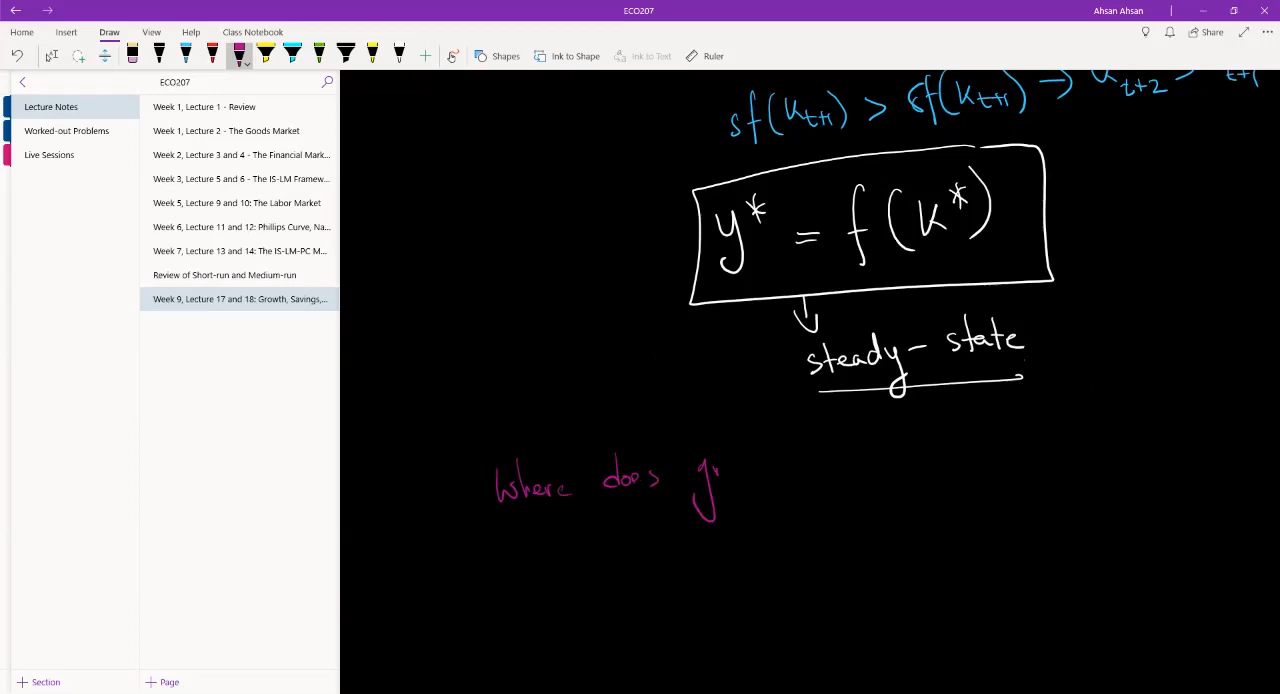 ECO207
Ahsan Ahsan
Home Insert Draw View Help Class Notebook
Share
Shapes Ink to Shape Ink to Text Ruler
ECO207
Lecture Notes
Worked-out Problems
Live Sessions
Week 1, Lecture 1 - Review
Week 1, Lecture 2 - The Goods Market
Week 2, Lecture 3 and 4 - The Financial Mark...
Week 3, Lecture 5 and 6 - The IS-LM Framew...
Week 5, Lecture 9 and 10: The Labor Market
Week 6, Lecture 11 and 12: Phillips Curve, Na...
Week 7, Lecture 13 and 14: The IS-LM-PC M...
Review of Short-run and Medium-run
Week 9, Lecture 17 and 18: Growth, Savings,...
+ Section
+ Page
sf(K_{t+1}) > δf(K_{t+1}) → K_{t+2} > _{t+1}
y* = f(K*)
↓
steady-state
where does